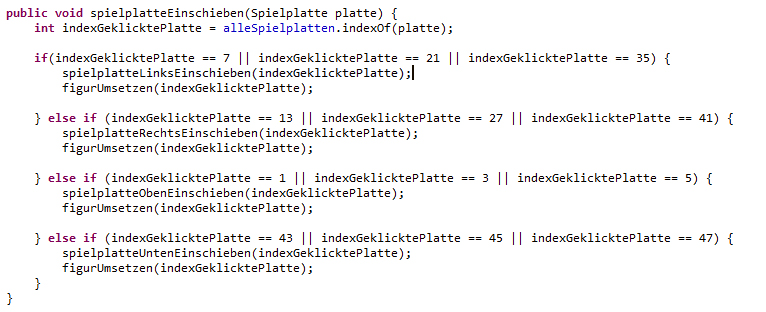 public void spielplatteEinschieben(Spielplatte platte) {
    int indexGeklicktePlatte = alleSpielplatten.indexOf(platte);

    if(indexGeklicktePlatte == 7 || indexGeklicktePlatte == 21 || indexGeklicktePlatte == 35) {
        spielplatteLinksEinschieben(indexGeklicktePlatte);
        figurUmsetzen(indexGeklicktePlatte);

    } else if (indexGeklicktePlatte == 13 || indexGeklicktePlatte == 27 || indexGeklicktePlatte == 41) {
        spielplatteRechtsEinschieben(indexGeklicktePlatte);
        figurUmsetzen(indexGeklicktePlatte);

    } else if (indexGeklicktePlatte == 1 || indexGeklicktePlatte == 3 || indexGeklicktePlatte == 5) {
        spielplatteObenEinschieben(indexGeklicktePlatte);
        figurUmsetzen(indexGeklicktePlatte);

    } else if (indexGeklicktePlatte == 43 || indexGeklicktePlatte == 45 || indexGeklicktePlatte == 47) {
        spielplatteUntenEinschieben(indexGeklicktePlatte);
        figurUmsetzen(indexGeklicktePlatte);
    }
}